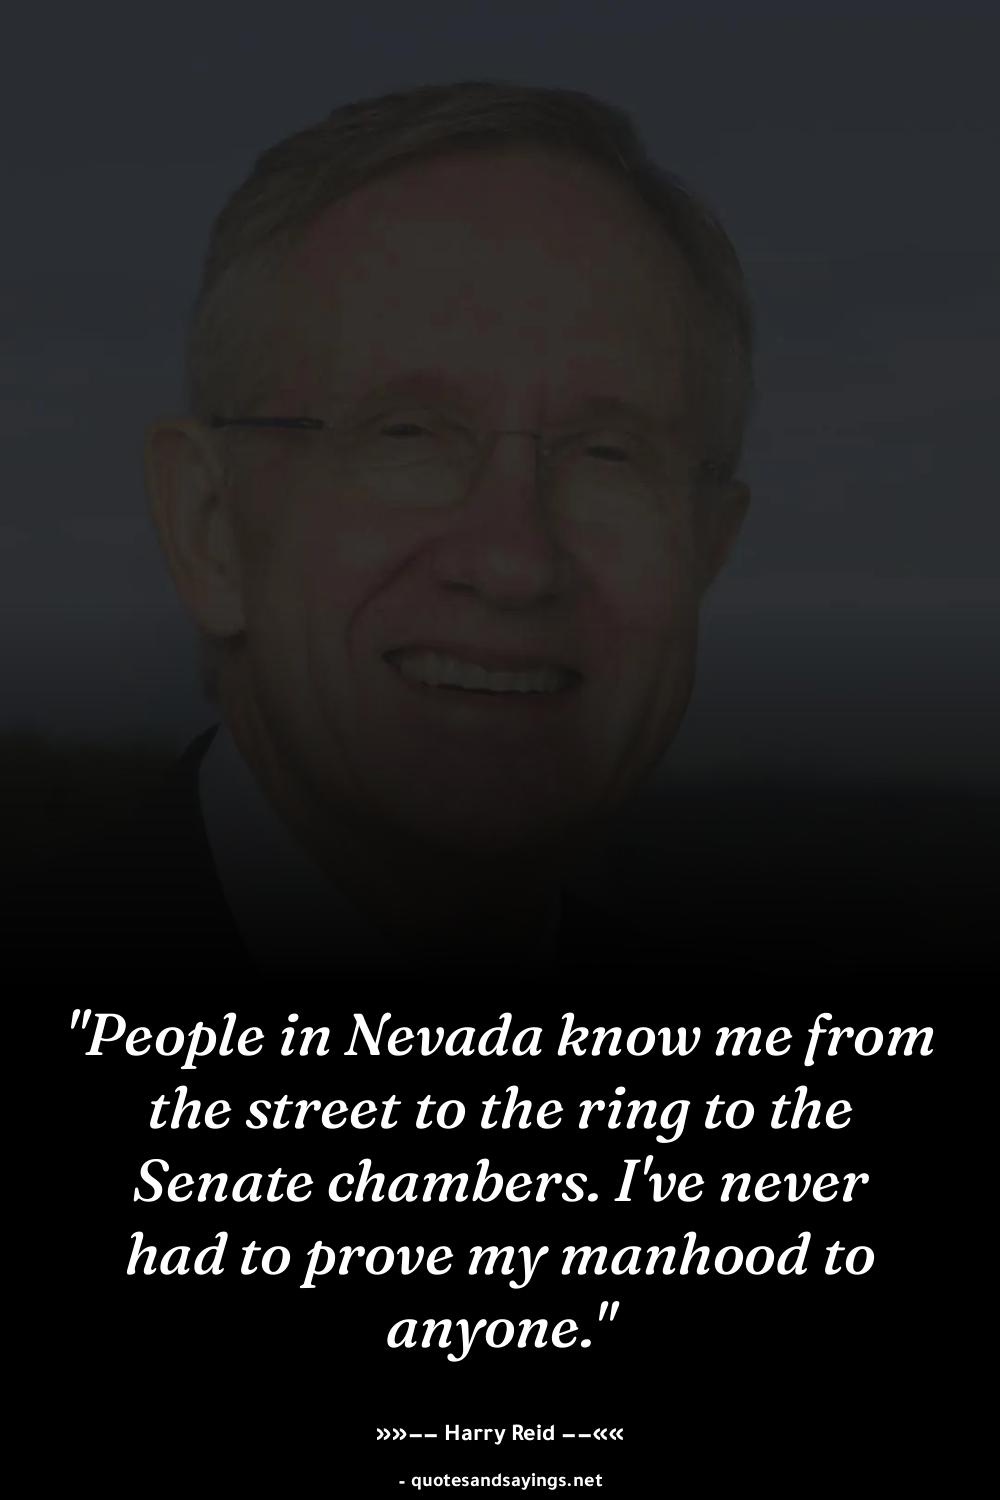 "People in Nevada know me from
the street to the ring to the
Senate chambers. I've never
had to prove my manhood to
anyone."
»»–– Harry Reid ––««
- quotesandsayings.net